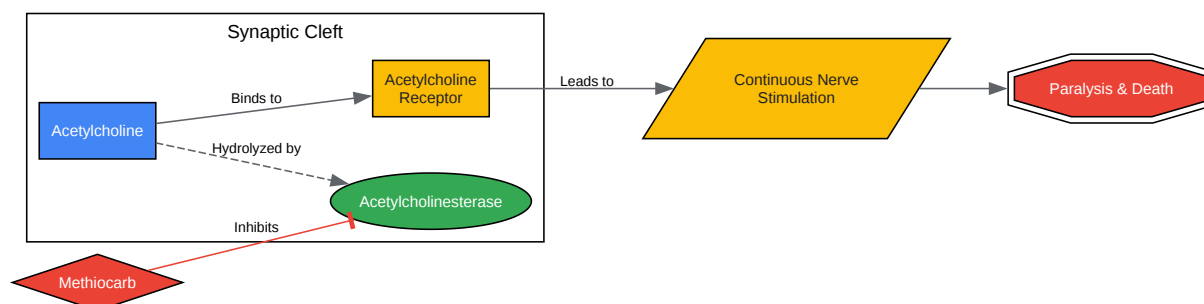 Synaptic Cleft
Acetylcholine
Binds to
Acetylcholine
Receptor
Leads to
Continuous Nerve
Stimulation
Paralysis & Death
Hydrolyzed by
Acetylcholinesterase
Inhibits
Methiocarb